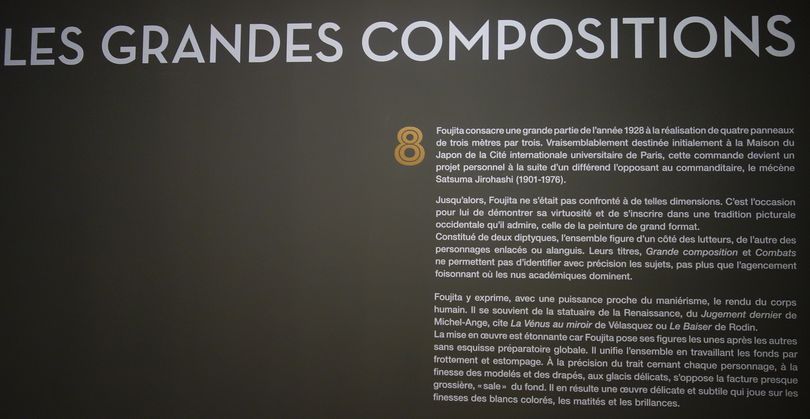 LES GRANDES COMPOSITIONS
8
Foujita consacre une grande partie de l'année 1928 à la réalisation de quatre panneaux
de trois mètres par trois. Vraisemblablement destinée initialement à la Maison du
Japon de la Cité internationale universitaire de Paris, cette commande devient un
projet personnel à la suite d'un différend l'opposant au commanditaire, le mécène
Satsuma Jirohashi (1901-1976).
Jusqu'alors, Foujita ne s'était pas confronté à de telles dimensions. C'est l'occasion
pour lui de démontrer sa virtuosité et de s'inscrire dans une tradition picturale
occidentale qu'il admire, celle de la peinture de grand format.
Constitué de deux diptyques, l'ensemble figure d'un côté des lutteurs, de l'autre des
personnages enlacés ou alanguis. Leurs titres, Grande composition et Combats
ne permettent pas d'identifier avec précision les sujets, pas plus que l'agencement
foisonnant où les nus académiques dominent.
Foujita y exprime, avec une puissance proche du maniérisme, le rendu du corps
humain. Il se souvient de la statuaire de la Renaissance, du Jugement dernier de
Michel-Ange, cite La Vénus au miroir de Vélasquez ou Le Baiser de Rodin.
La mise en œuvre est étonnante car Foujita pose ses figures les unes après les autres
sans esquisse préparatoire globale. Il unifie l'ensemble en travaillant les fonds par
frottement et estompage. À la précision du trait cernant chaque personnage, à la
finesse des modelés et des drapés, aux glacis délicats, s'oppose la facture presque
grossière, « sale » du fond. Il en résulte une œuvre délicate et subtile qui joue sur les
finesses des blancs colorés, les matités et les brillances.